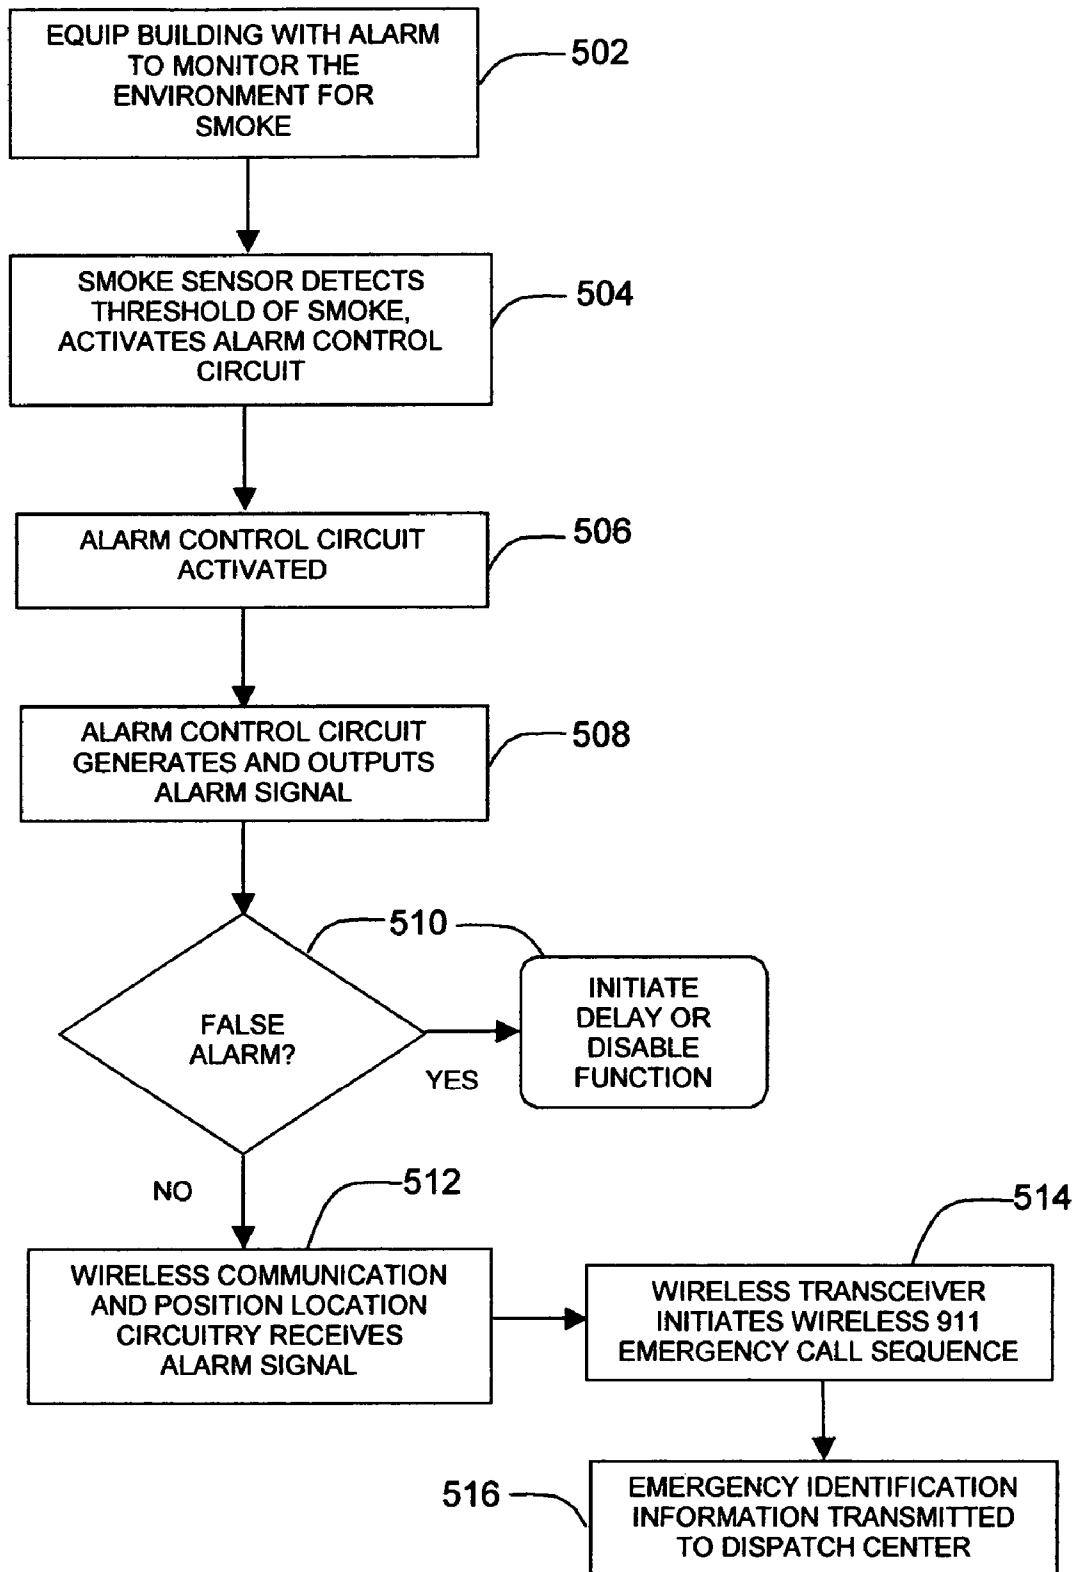 EQUIP BUILDING WITH ALARM
TO MONITOR THE
ENVIRONMENT FOR
SMOKE
502
SMOKE SENSOR DETECTS
THRESHOLD OF SMOKE,
ACTIVATES ALARM CONTROL
CIRCUIT
504
ALARM CONTROL CIRCUIT
ACTIVATED
506
ALARM CONTROL CIRCUIT
GENERATES AND OUTPUTS
ALARM SIGNAL
508
FALSE
ALARM?
510
YES
INITIATE
DELAY OR
DISABLE
FUNCTION
NO
512
WIRELESS COMMUNICATION
AND POSITION LOCATION
CIRCUITRY RECEIVES
ALARM SIGNAL
514
WIRELESS TRANSCEIVER
INITIATES WIRELESS 911
EMERGENCY CALL SEQUENCE
516
EMERGENCY IDENTIFICATION
INFORMATION TRANSMITTED
TO DISPATCH CENTER